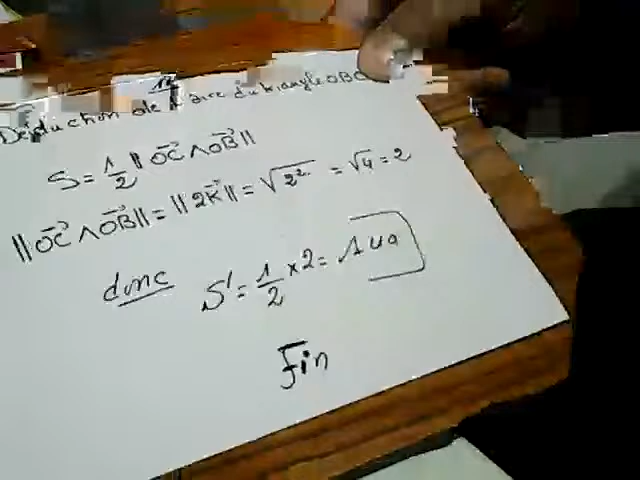 Déduction de l'aire du triangle OBC
S = 1/2 ‖OC⃗ ∧ OB⃗‖
‖OC⃗ ∧ OB⃗‖ = ‖2K⃗‖ = √2² = √4 = 2
donc S' = 1/2 × 2 = 1 ua
Fin